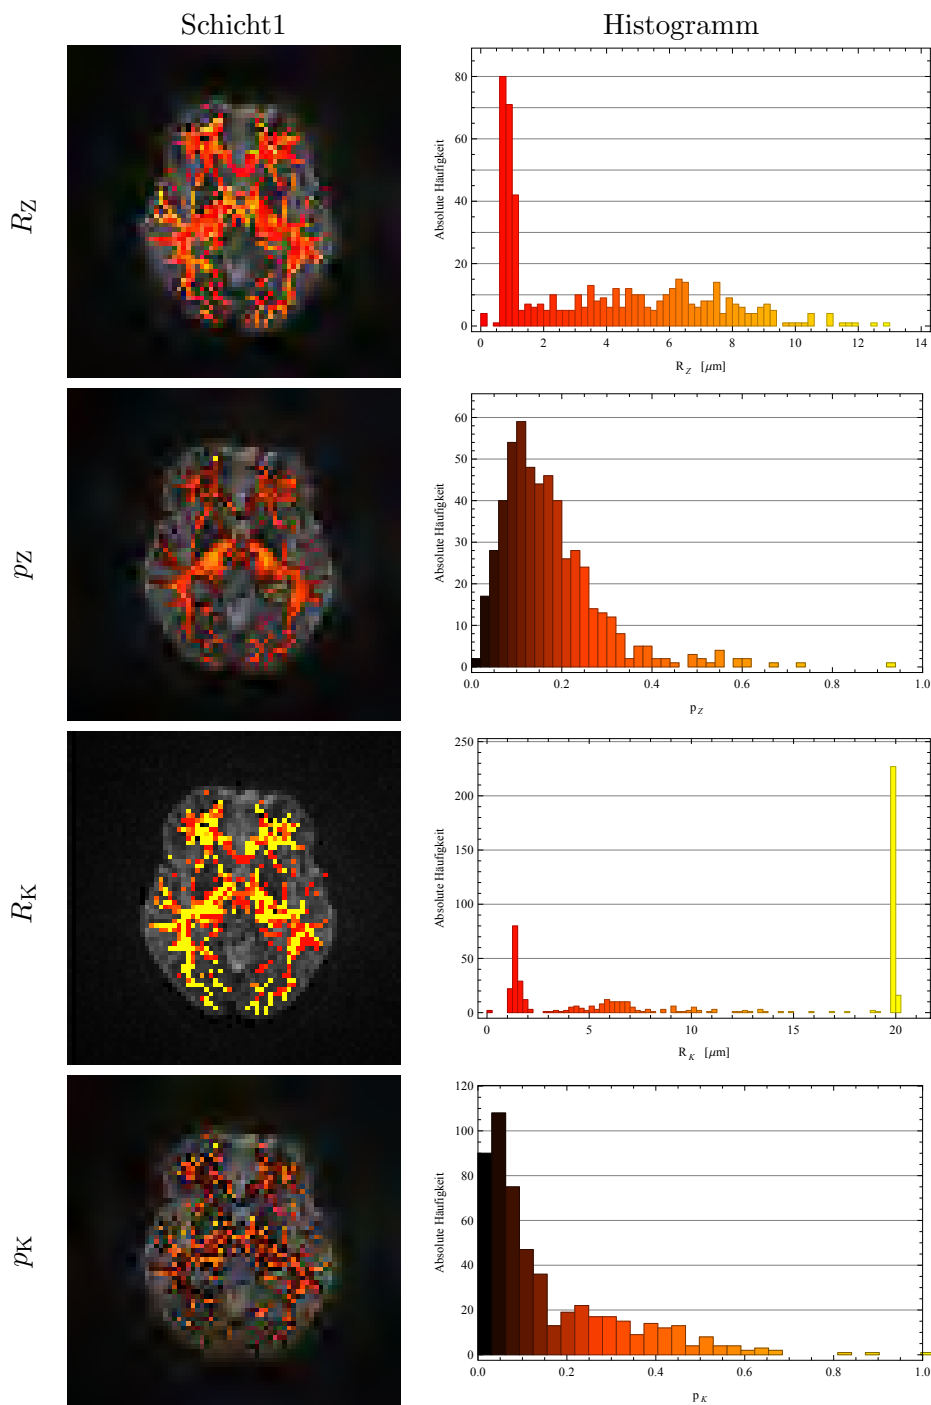 Schicht1 Histogramm
R_Z
Absolute Häufigkeit
80
60
40
20
0
0 2 4 6 8 10 12 14
R_Z [μm]
p_Z
Absolute Häufigkeit
60
50
40
30
20
10
0
0.0 0.2 0.4 0.6 0.8 1.0
p_Z
R_K
Absolute Häufigkeit
250
200
150
100
50
0
0 5 10 15 20
R_K [μm]
p_K
Absolute Häufigkeit
120
100
80
60
40
20
0
0.0 0.2 0.4 0.6 0.8 1.0
p_K